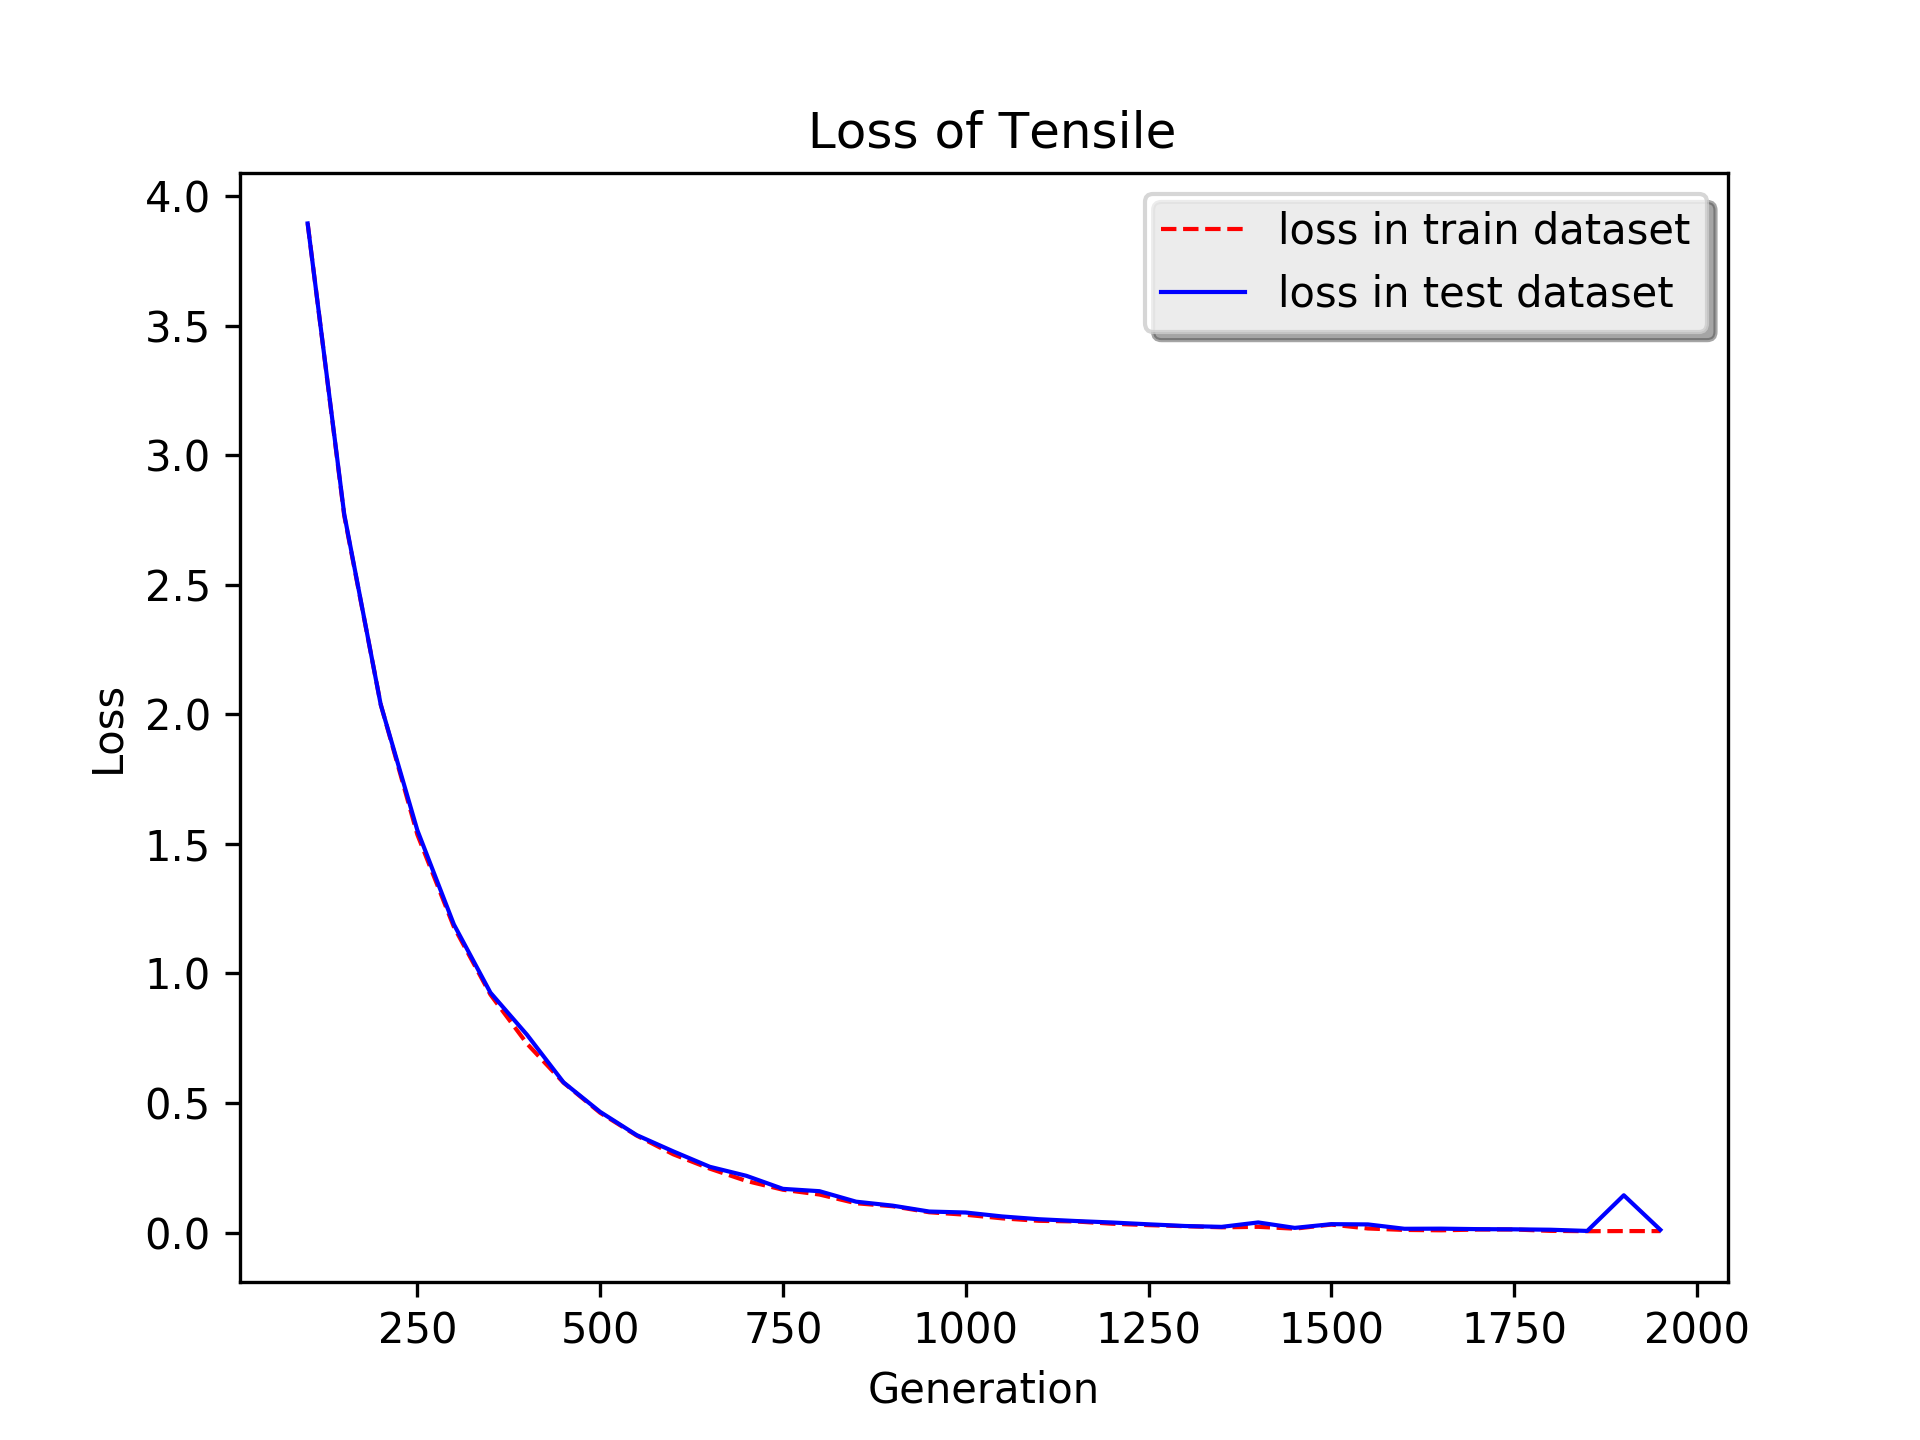 Loss of Tensile
loss in train dataset
loss in test dataset
Loss
4.0
3.5
3.0
2.5
2.0
1.5
1.0
0.5
0.0
250 500 750 1000 1250 1500 1750 2000
Generation